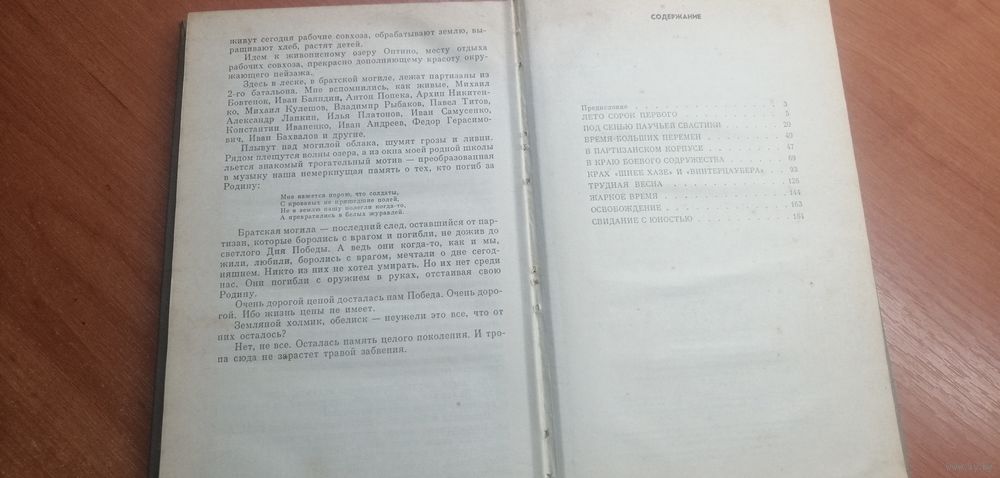 живут сегодня рабочие совхоза, обрабатывают землю, вы-
ращивают хлеб, растят детей.
Идем к живописному озеру Оптино, месту отдыха
рабочих совхоза, прекрасно дополняющему красоту окру-
жающего пейзажа.
Здесь в леске, в братской могиле, лежат партизаны из
2-го батальона. Мне вспомнились, как живые, Михаил
Бовтенок, Иван Баяндин, Антон Попека, Архип Никитен-
ко, Михаил Кулешов, Владимир Рыбаков, Павел Титов,
Александр Лапкин, Илья Платонов, Иван Самусенко,
Константин Иваненко, Иван Андреев, Федор Герасимо-
вич, Иван Бахвалов и другие.
Плывут над могилой облака, шумят грозы и ливни.
Рядом плещутся волны озера, а из окна моей родной школы
льется знакомый трогательный мотив — преобразованная
в музыку наша немеркнущая память о тех, кто погиб за
Родину:
Мне кажется порою, что солдаты,
С кровавых не пришедшие полей,
Не в землю нашу полегли когда-то,
А превратились в белых журавлей.
Братская могила — последний след, оставшийся от пар-
тизан, которые боролись с врагом и погибли, не дожив до
светлого Дня Победы. А ведь они когда-то, как и мы,
жили, любили, боролись с врагом, мечтали о дне сегод-
няшнем. Никто из них не хотел умирать. Но их нет среди
нас. Они погибли с оружием в руках, отстаивая свою
Родину.
Очень дорогой ценой досталась нам Победа. Очень доро-
гой. Ибо жизнь цены не имеет.
Земляной холмик, обелиск — неужели это все, что от
них осталось?
Нет, не все. Осталась память целого поколения. И тро-
па сюда не зарастет травой забвения.
СОДЕРЖАНИЕ
Предисловие . . . . . . . . . . . 3
ЛЕТО СОРОК ПЕРВОГО . . . . . . . . 5
ПОД СЕНЬЮ ПАУЧЬЕЙ СВАСТИКИ . . . . . 20
ВРЕМЯ БОЛЬШИХ ПЕРЕМЕН . . . . . . 40
В ПАРТИЗАНСКОМ КОРПУСЕ . . . . . . 47
В КРАЮ БОЕВОГО СОДРУЖЕСТВА . . . . . 69
КРАХ «ШНЕЕ ХАЗЕ» И «ВИНТЕРЦАУБЕРА» . . . 93
ТРУДНАЯ ВЕСНА . . . . . . . . . 126
ЖАРКОЕ ВРЕМЯ . . . . . . . . . 144
ОСВОБОЖДЕНИЕ . . . . . . . . . 163
СВИДАНИЕ С ЮНОСТЬЮ . . . . . . . 181